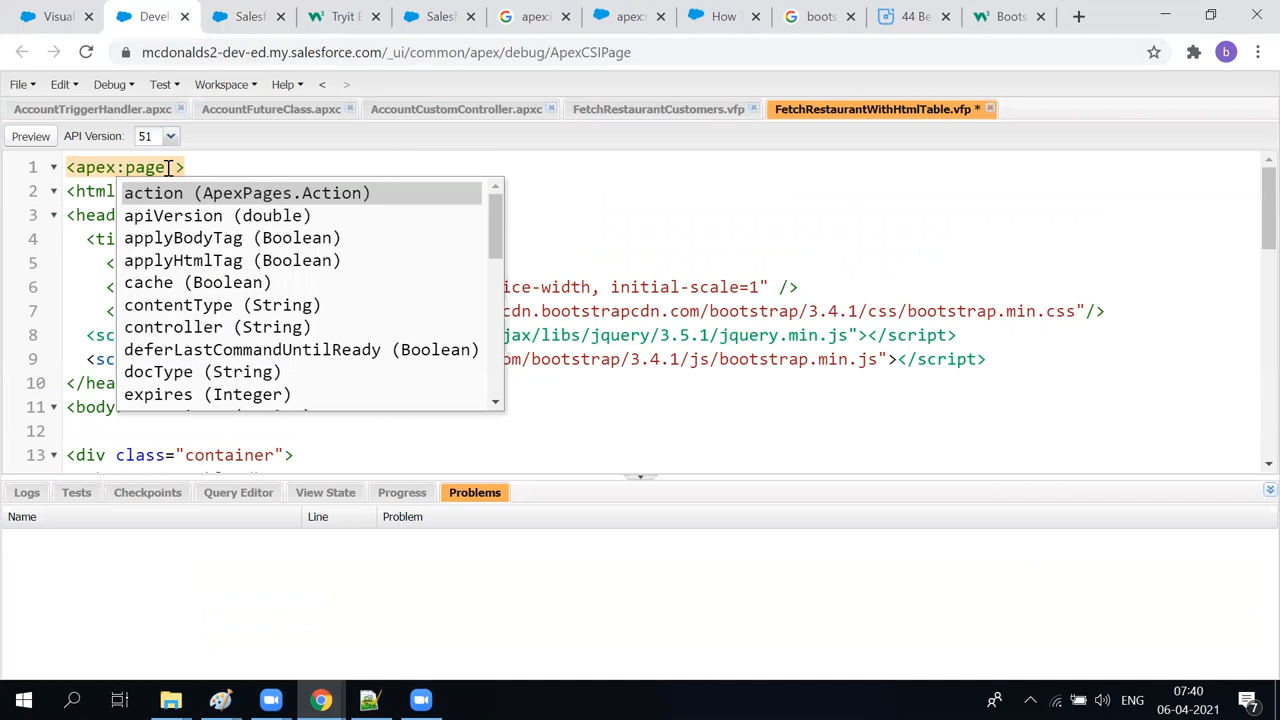 Visual
Develo
Salesf
Tryit E
Salesf
apex:i
apex:
How
boots
44 Be
Boots
mcdonalds2-dev-ed.my.salesforce.com/_ui/common/apex/debug/ApexCSIPage
b
File Edit Debug Test Workspace Help < >
AccountTriggerHandler.apxc AccountFutureClass.apxc AccountCustomController.apxc FetchRestaurantCustomers.vfp FetchRestaurantWithHtmlTable.vfp *
Preview API Version: 51
1 <apex:page >
2 <html
3 <head
4 <ti
5 <
6 < ice-width, initial-scale=1" />
7 < cdn.bootstrapcdn.com/bootstrap/3.4.1/css/bootstrap.min.css"/>
8 <sc jax/libs/jquery/3.5.1/jquery.min.js"></script>
9 <sc om/bootstrap/3.4.1/js/bootstrap.min.js"></script>
10 </hea
11 <body
12
13 <div class="container">
action (ApexPages.Action)
apiVersion (double)
applyBodyTag (Boolean)
applyHtmlTag (Boolean)
cache (Boolean)
contentType (String)
controller (String)
deferLastCommandUntilReady (Boolean)
docType (String)
expires (Integer)
Logs Tests Checkpoints Query Editor View State Progress Problems
Name Line Problem
ENG
07:40
06-04-2021
7